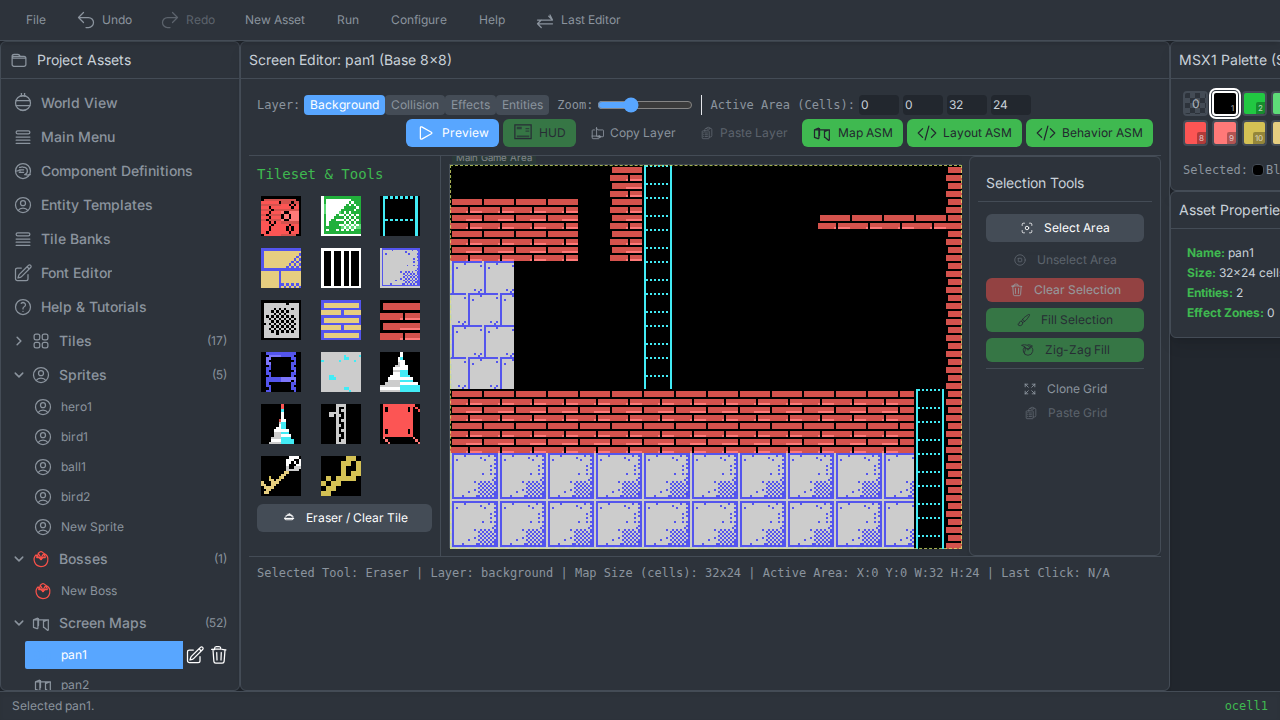 File Undo Redo New Asset Run Configure Help Last Editor
Project Assets
World View
Main Menu
Component Definitions
Entity Templates
Tile Banks
Font Editor
Help & Tutorials
Tiles (17)
Sprites (5)
hero1
bird1
ball1
bird2
New Sprite
Bosses (1)
New Boss
Screen Maps (52)
pan1
pan2
Screen Editor: pan1 (Base 8×8)
Layer: Background Collision Effects Entities Zoom: Active Area (Cells): 0 0 32 24
Preview HUD Copy Layer Paste Layer Map ASM Layout ASM Behavior ASM
Tileset & Tools
Eraser / Clear Tile
Main Game Area
Selection Tools
Select Area
Unselect Area
Clear Selection
Fill Selection
Zig-Zag Fill
Clone Grid
Paste Grid
Selected Tool: Eraser | Layer: background | Map Size (cells): 32x24 | Active Area: X:0 Y:0 W:32 H:24 | Last Click: N/A
MSX1 Palette (S
0 1 2
8 9 10
Selected: Bl
Asset Propertie
Name: pan1
Size: 32×24 cells
Entities: 2
Effect Zones: 0
Selected pan1.
ocell1